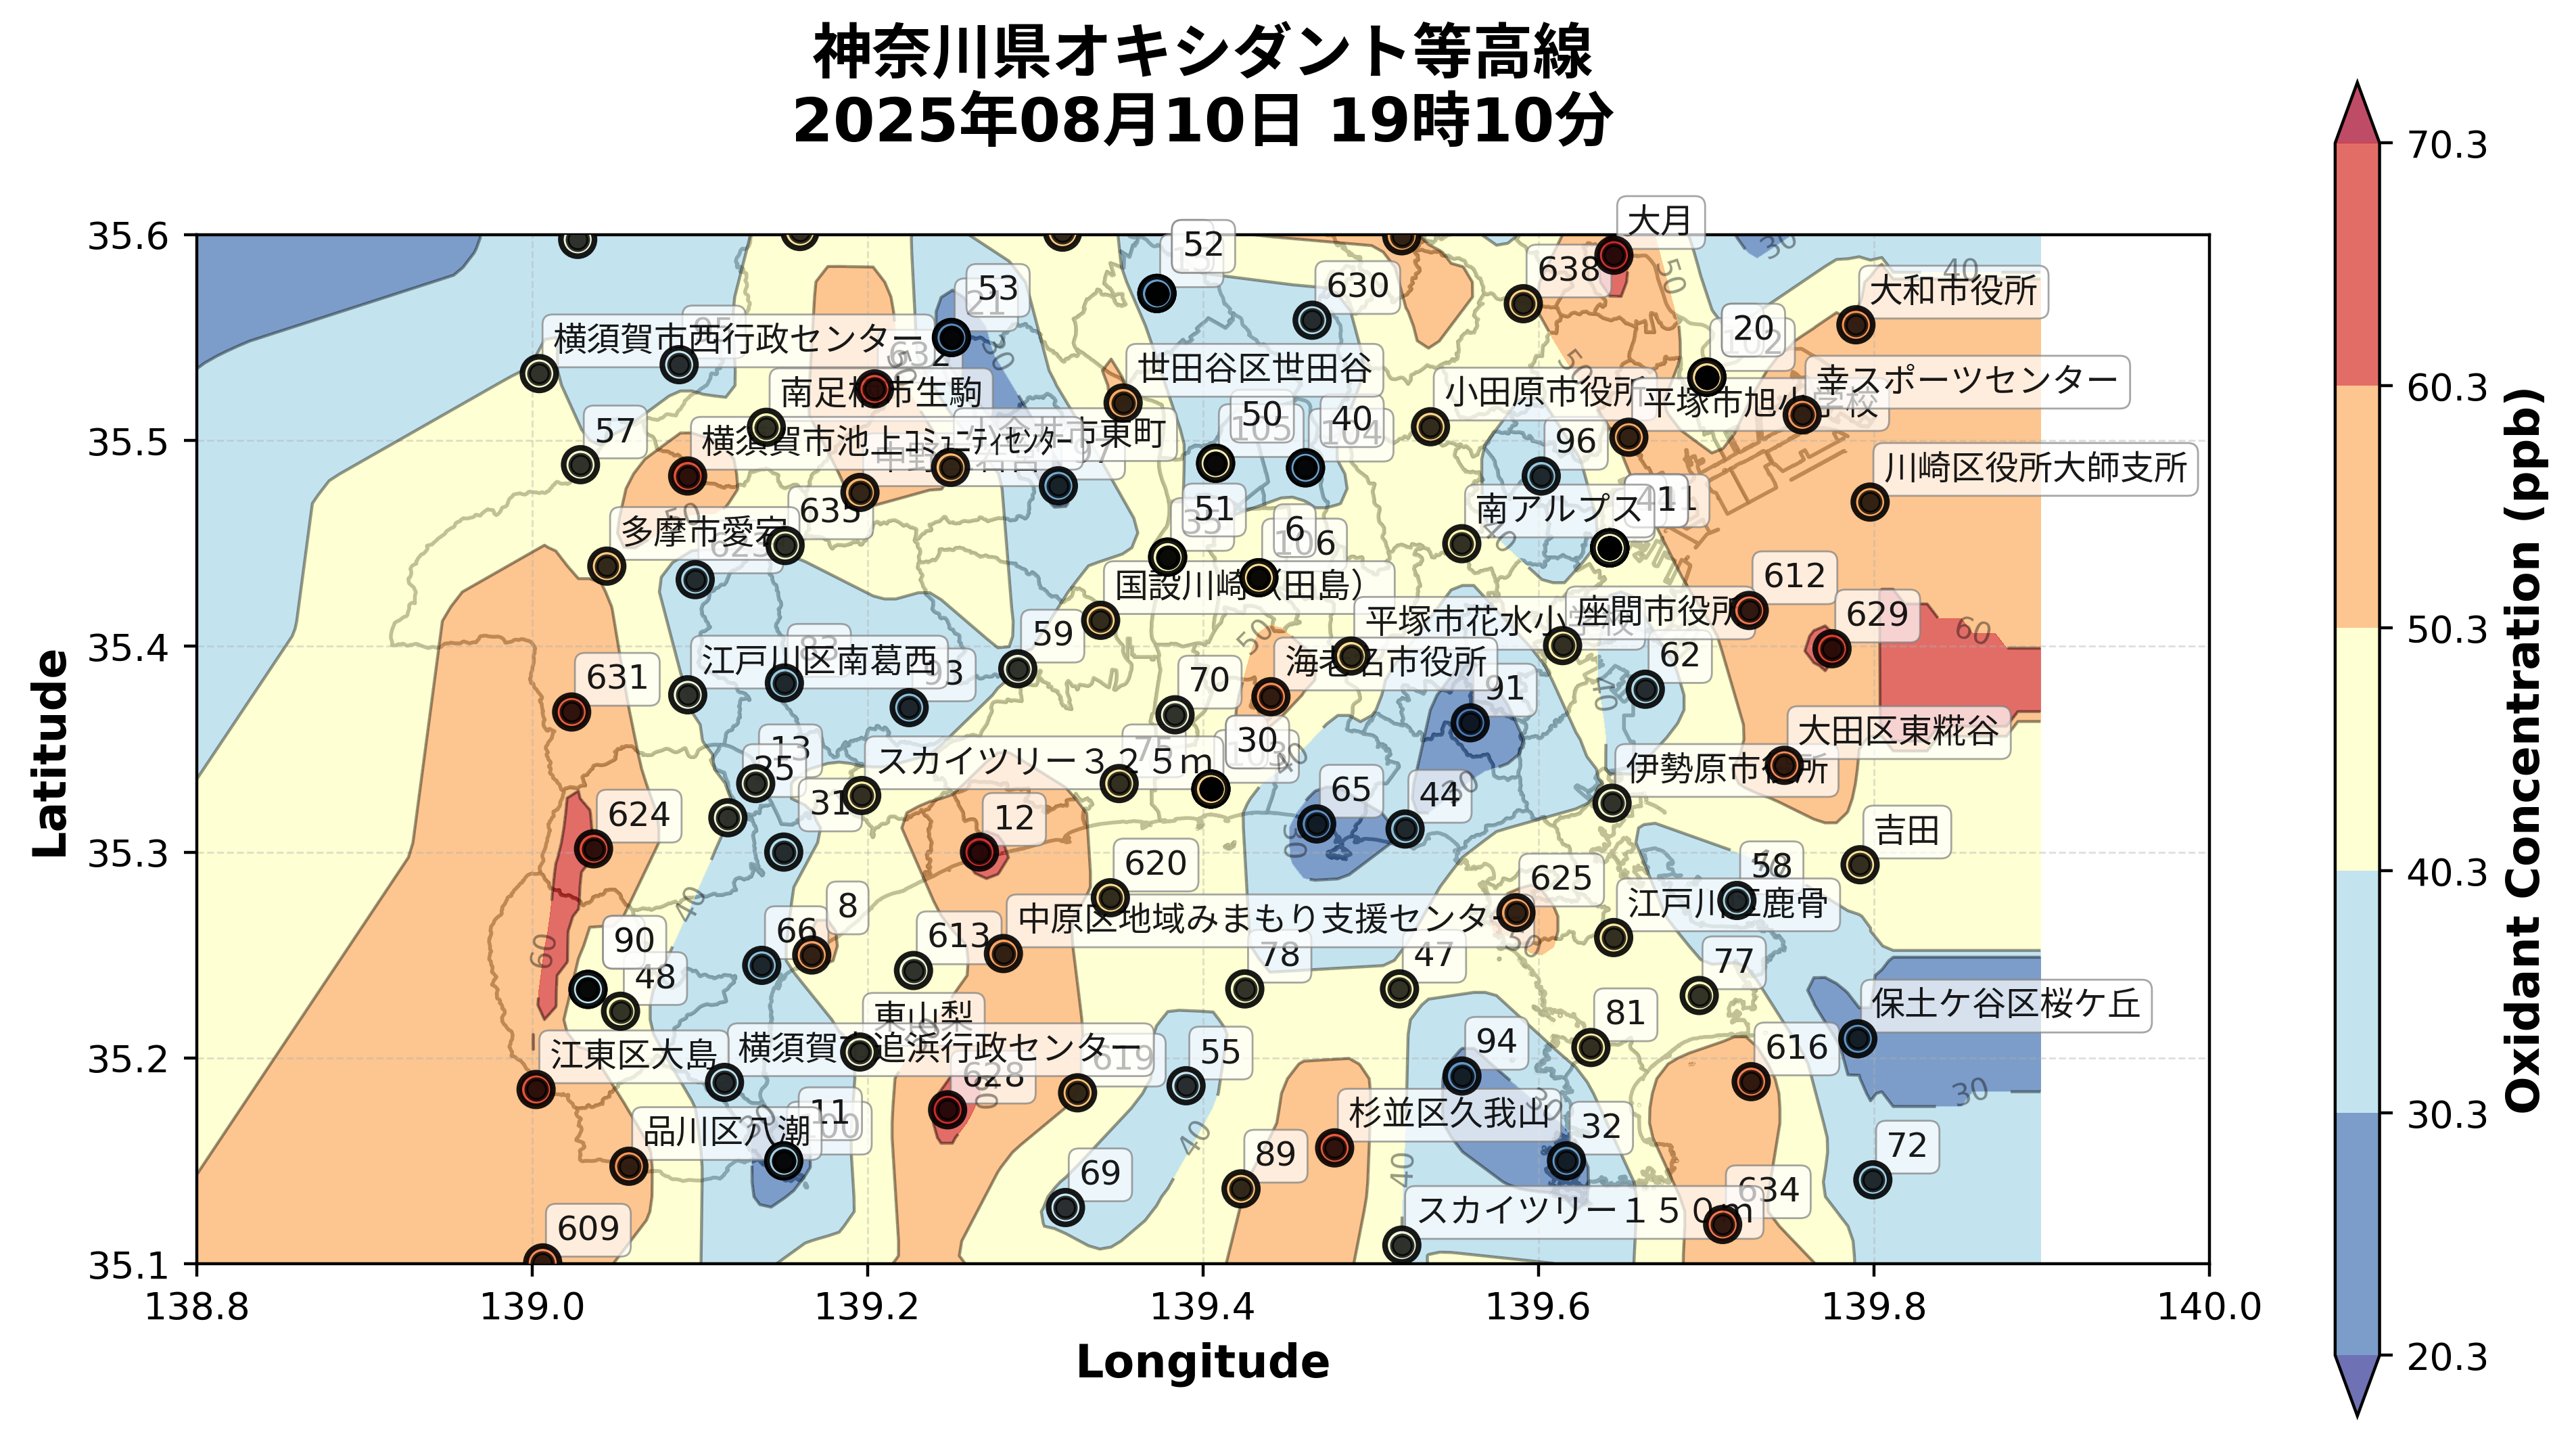 神奈川県オキシダント等高線
2025年08月10日 19時10分
大月
52
638
53
21
630
大和市役所
20
102
横須賀市西行政センター
95
632
世田谷区世田谷
幸スポーツセンター
南足柄市生駒
小田原市役所
平塚市旭小学校
57
横須賀市池上ｺﾐｭﾆﾃｨｾﾝﾀｰ
市東町
97
50
105
40
104
96
川崎区役所大師支所
多摩市愛宕
635
623
51
6
南アルプス
国設川崎（田島）
612
629
平塚市花水小学校
座間市役所
59
江戸川区南葛西
83
93
631
70
海老名市役所
91
62
大田区東糀谷
13
25
スカイツリー３２５ｍ
75
30
103
伊勢原市役所
624
31
12
65
44
吉田
620
58
8
66
613
中原区地域みまもり支援センター
625
江戸川区鹿骨
90
48
78
47
77
東山梨
81
保土ケ谷区桜ケ丘
江東区大島
横須賀市追浜行政センター
628
619
55
94
616
品川区八潮
11
100
杉並区久我山
32
69
89
72
スカイツリー１５０ｍ
634
609
30
40
50
60
35.6
35.5
35.4
35.3
35.2
35.1
Latitude
138.8
139.0
139.2
139.4
139.6
139.8
140.0
Longitude
70.3
60.3
50.3
40.3
30.3
20.3
Oxidant Concentration (ppb)